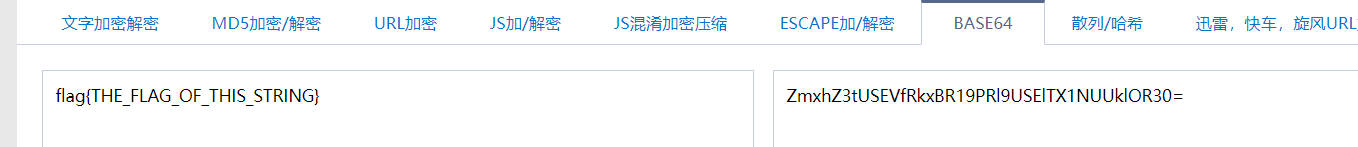 文字加密解密 MD5加密/解密 URL加密 JS加/解密 JS混淆加密压缩 ESCAPE加/解密 BASE64 散列/哈希 迅雷，快车，旋风URL
flag{THE_FLAG_OF_THIS_STRING}
ZmxhZ3tUSEVfRkxBR19PRl9USElTX1NUUklOR30=